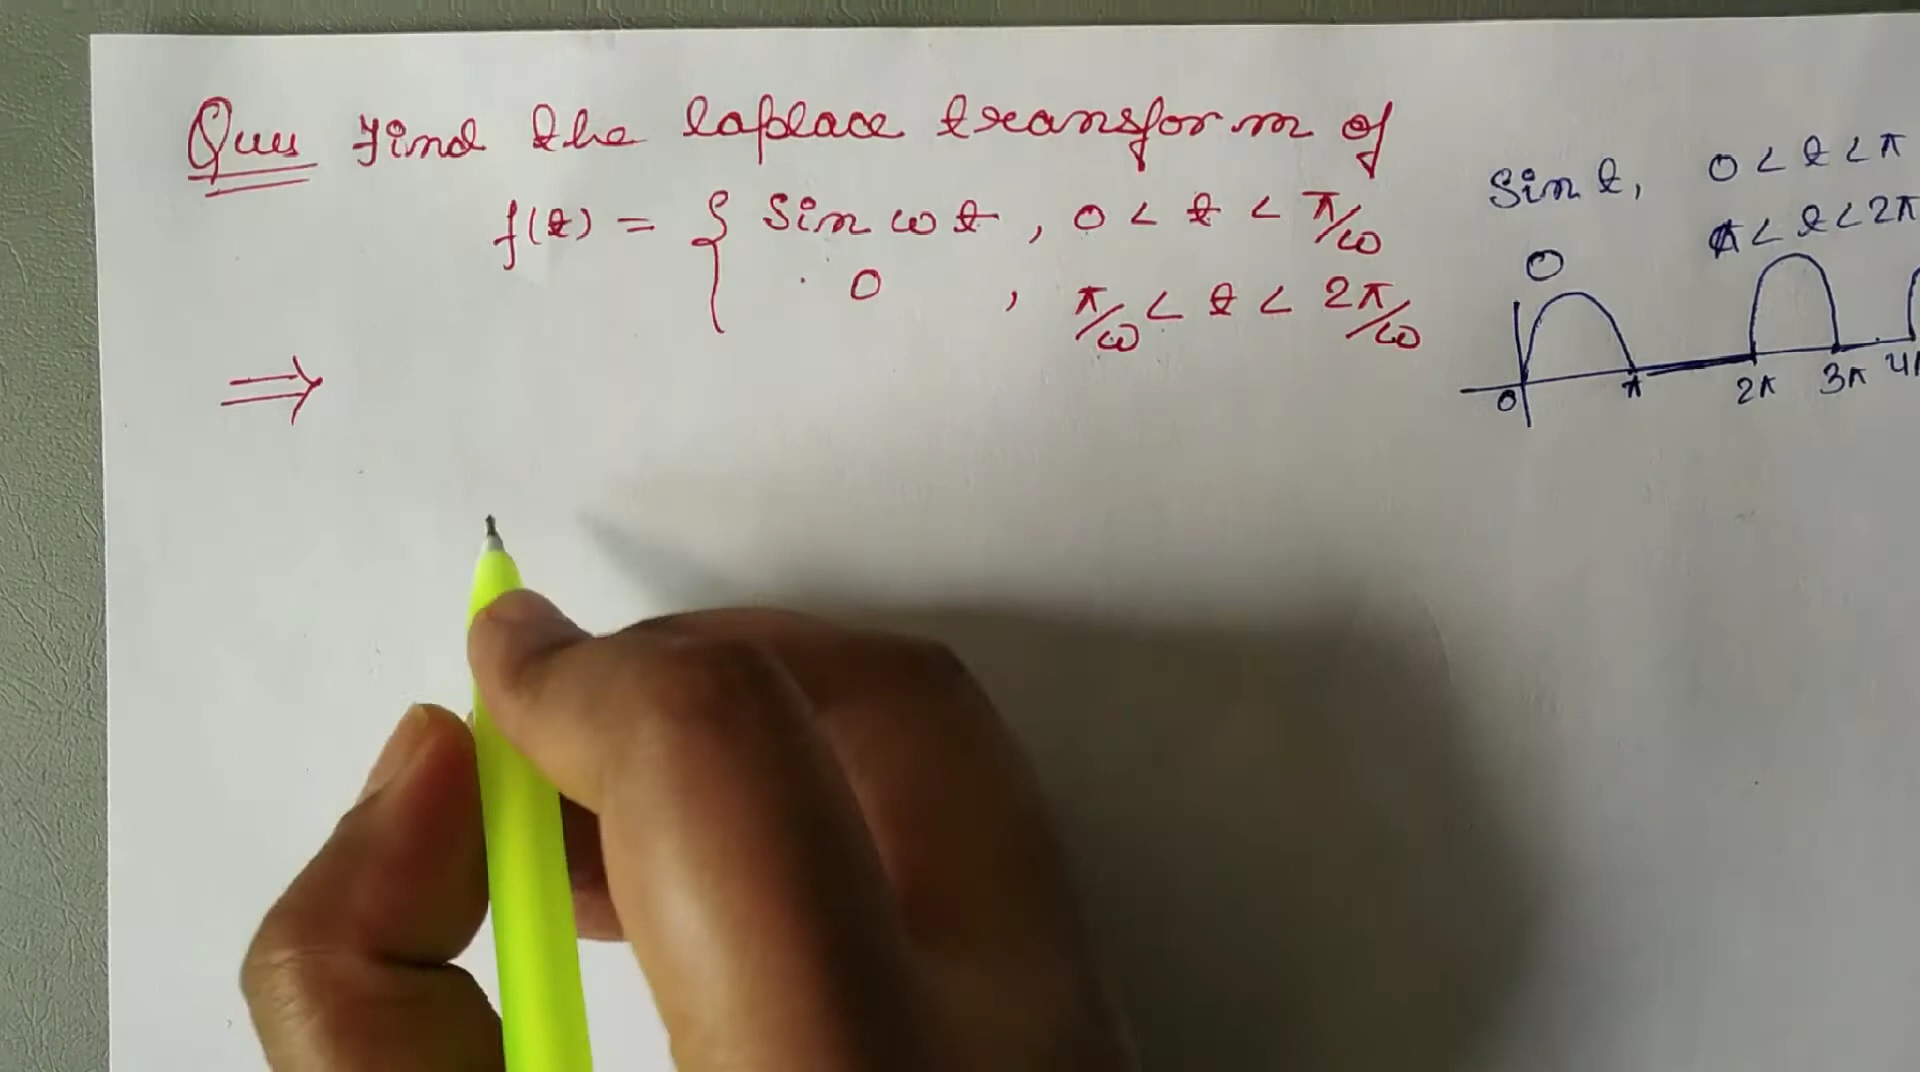 Ques Find the laplace transform of
f(t) = { Sin ωt , 0 < t < π/ω
0 , π/ω < t < 2π/ω
⇒
Sin t, 0 < t < π
0 π < t < 2π
0 π 2π 3π